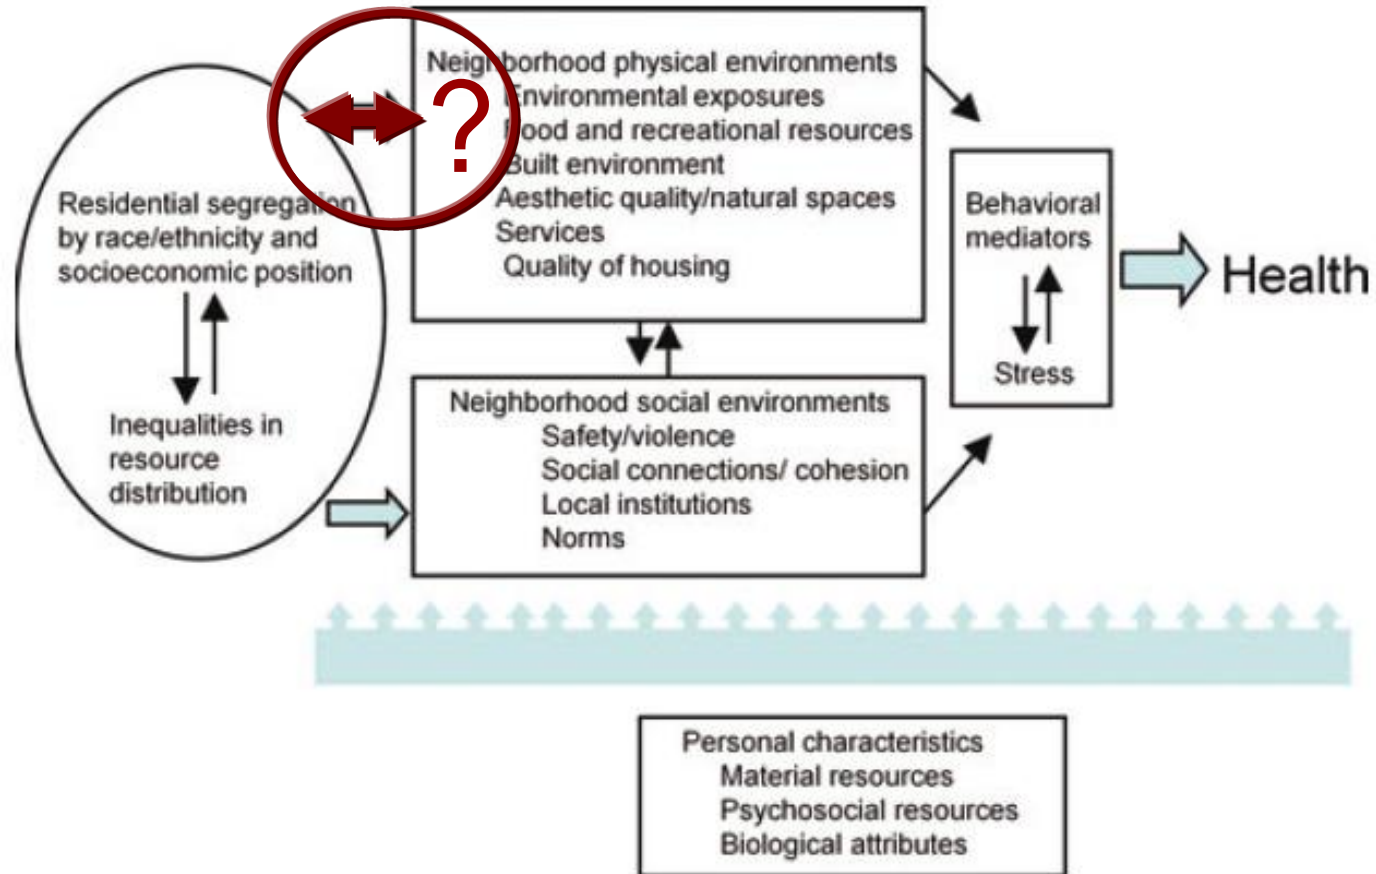 ?
Neighborhood physical environments
Environmental exposures
Food and recreational resources
Built environment
Aesthetic quality/natural spaces
Services
Quality of housing
Residential segregation
by race/ethnicity and
socioeconomic position
Inequalities in
resource
distribution
Neighborhood social environments
Safety/violence
Social connections/ cohesion
Local institutions
Norms
Behavioral
mediators
Stress
Health
Personal characteristics
Material resources
Psychosocial resources
Biological attributes